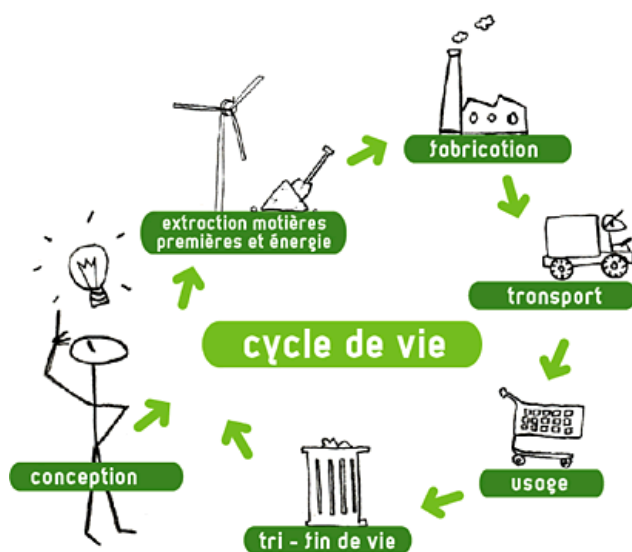 fabrication
extraction matières
premières et énergie
transport
cycle de vie
conception
usage
tri - fin de vie